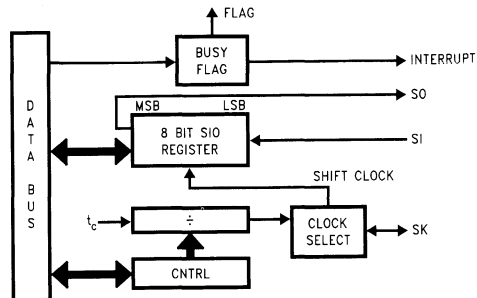 FLAG
BUSY
FLAG
INTERRUPT
SO
MSB LSB
8 BIT SIO
REGISTER
SI
DATA BUS
SHIFT CLOCK
tc
÷
CLOCK
SELECT
SK
CNTRL